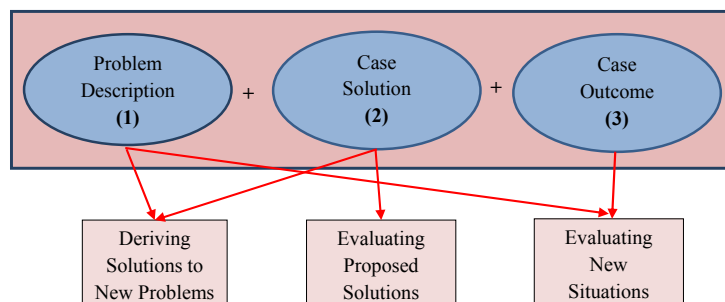 Problem
Description
(1)
+
Case
Solution
(2)
+
Case
Outcome
(3)
Deriving
Solutions to
New Problems
Evaluating
Proposed
Solutions
Evaluating
New
Situations